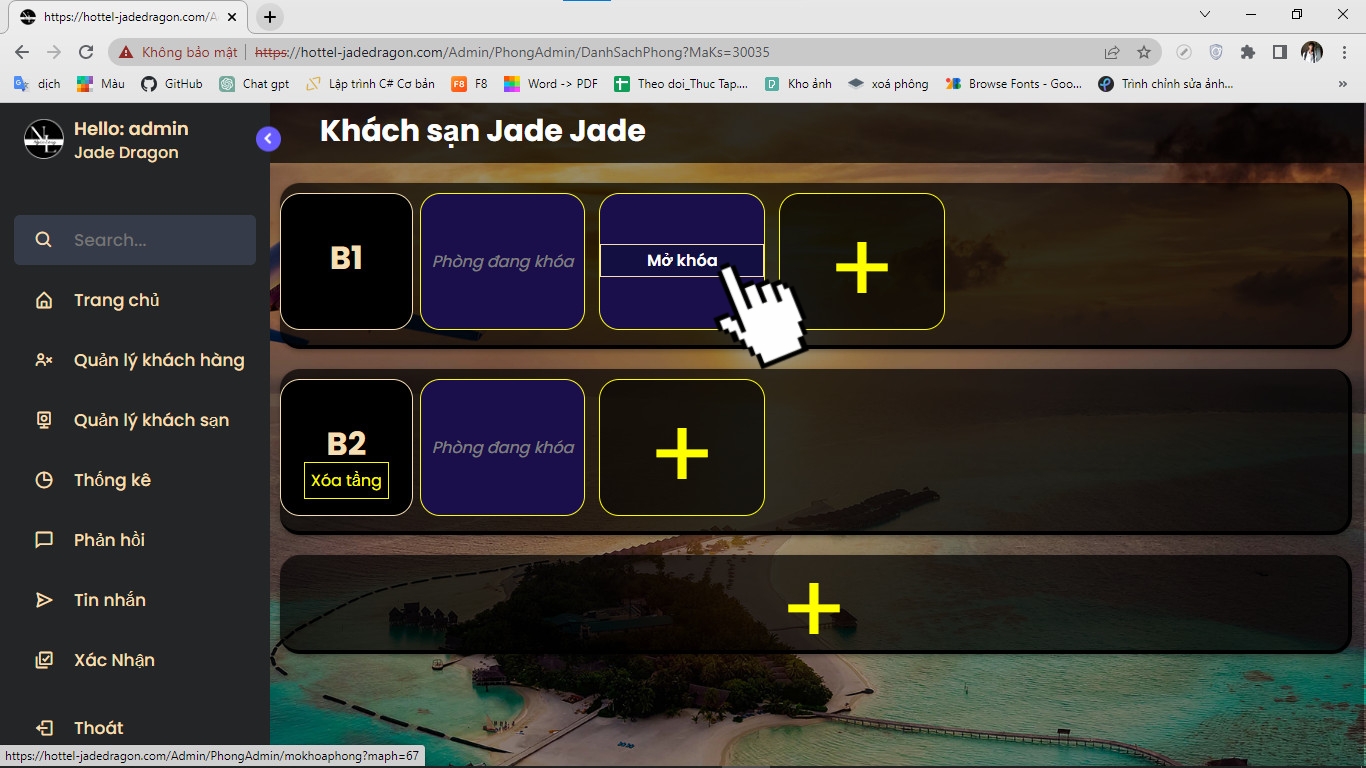 https://hottel-jadedragon.com/A
Không bảo mật
https://hottel-jadedragon.com/Admin/PhongAdmin/DanhSachPhong?MaKs=30035
dịch
Màu
GitHub
Chat gpt
Lập trình C# Cơ bản
F8
F8
Word -> PDF
Theo doi_Thuc Tap...
Kho ảnh
xoá phông
Browse Fonts - Goo...
Trình chỉnh sửa ảnh...
Hello: admin
Jade Dragon
Khách sạn Jade Jade
Search...
Trang chủ
Quản lý khách hàng
Quản lý khách sạn
Thống kê
Phản hồi
Tin nhắn
Xác Nhận
Thoát
B1
Phòng đang khóa
Mở khóa
B2
Xóa tầng
Phòng đang khóa
https://hottel-jadedragon.com/Admin/PhongAdmin/mokhoaphong?maph=67